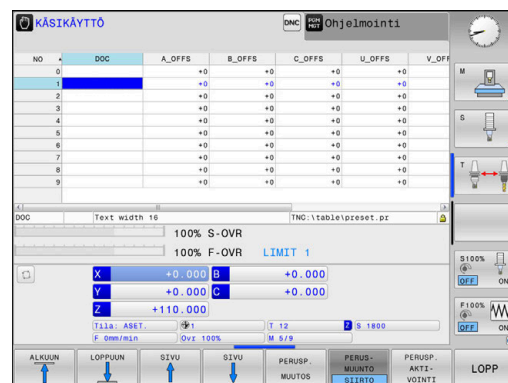 KÄSIKÄYTTÖ
DNC
PGM MGT
Ohjelmointi
NO DOC A_OFFS B_OFFS C_OFFS U_OFFS V_OFF
0 +0 +0 +0 +0
1 +0 +0 +0 +0
2 +0 +0 +0 +0
3 +0 +0 +0 +0
4 +0 +0 +0 +0
5 +0 +0 +0 +0
6 +0 +0 +0 +0
7 +0 +0 +0 +0
8 +0 +0 +0 +0
9 +0 +0 +0 +0
DOC Text width 16 TNC:\table\preset.pr
100% S-OVR
100% F-OVR LIMIT 1
X +0.000 B +0.000
Y +0.000 C +0.000
Z +110.000
Tila: ASET. 1 T 12 Z S 1800
F 0mm/min Ovr 100% M 5/9
M
S
T
S100%
OFF ON
F100%
OFF ON
ALKUUN
LOPPUUN
SIVU
SIVU
PERUSP.
MUUTOS
PERUS-
MUUNTO
SIIRTO
PERUSP.
AKTI-
VOINTI
LOPP